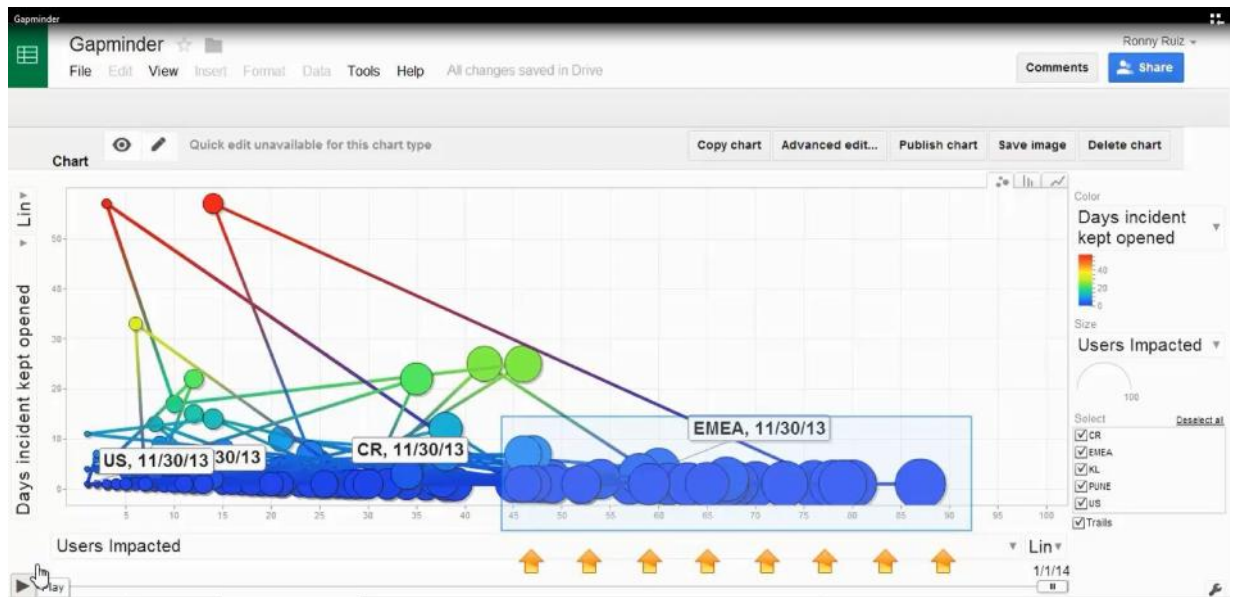 Gapminder
Gapminder
Ronny Ruiz
File Edit View Insert Format Data Tools Help All changes saved in Drive
Comments Share
Chart
Quick edit unavailable for this chart type
Copy chart Advanced edit... Publish chart Save image Delete chart
Lin
Days incident kept opened
50
40
30
20
10
0
US, 11/30/13
30/13
CR, 11/30/13
EMEA, 11/30/13
5 10 15 20 25 30 35 40 45 50 55 60 65 70 75 80 85 90 95 100
Users Impacted
Lin
1/1/14
Play
Color
Days incident
kept opened
40
20
0
Size
Users Impacted
100
Select Deselect all
CR
EMEA
KL
PUNE
US
Trails